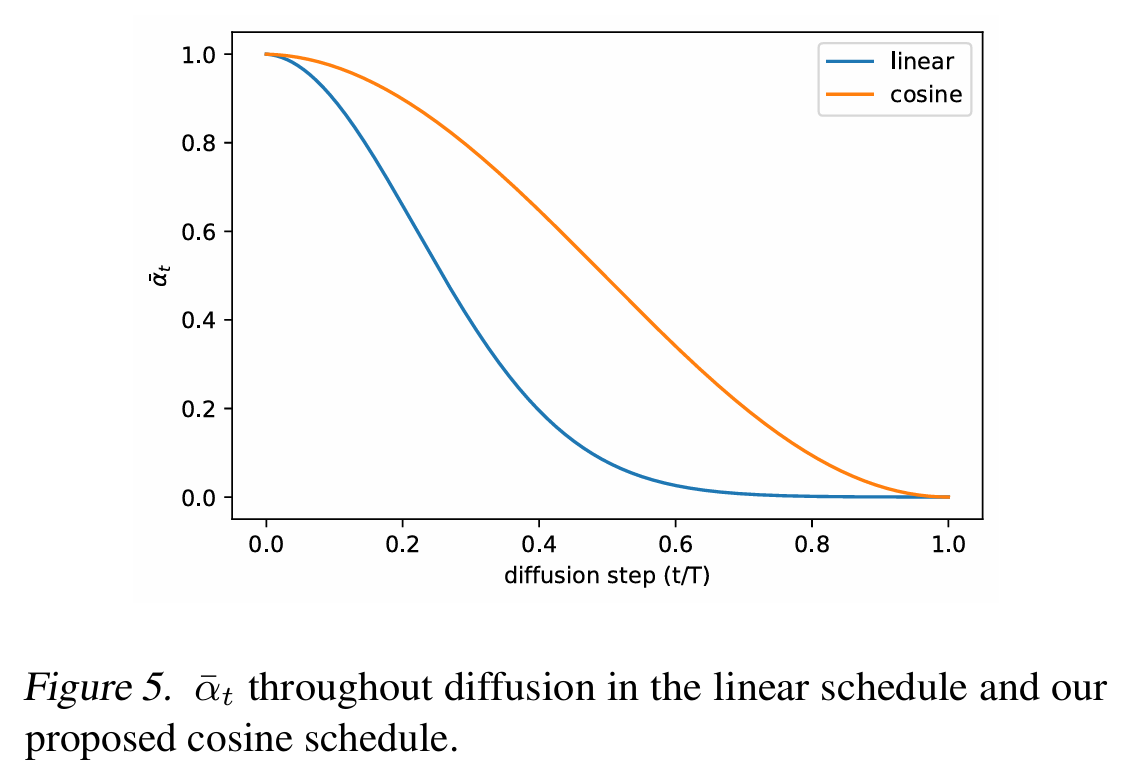 1.0
0.8
0.6
0.4
0.2
0.0
ᾱₜ
linear
cosine
0.0 0.2 0.4 0.6 0.8 1.0
diffusion step (t/T)
Figure 5. ᾱₜ throughout diffusion in the linear schedule and our
proposed cosine schedule.